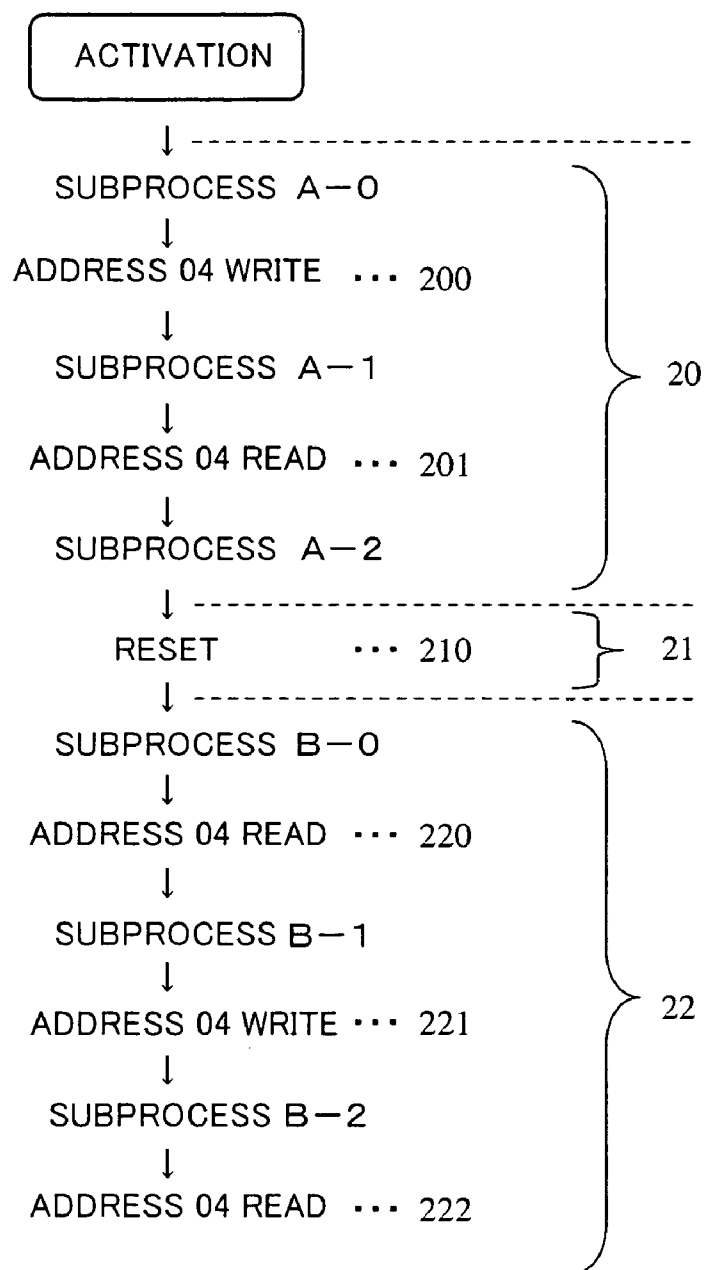 ACTIVATION
SUBPROCESS A-0
ADDRESS 04 WRITE ··· 200
SUBPROCESS A-1
20
ADDRESS 04 READ ··· 201
SUBPROCESS A-2
RESET ··· 210
21
SUBPROCESS B-0
ADDRESS 04 READ ··· 220
SUBPROCESS B-1
22
ADDRESS 04 WRITE ··· 221
SUBPROCESS B-2
ADDRESS 04 READ ··· 222